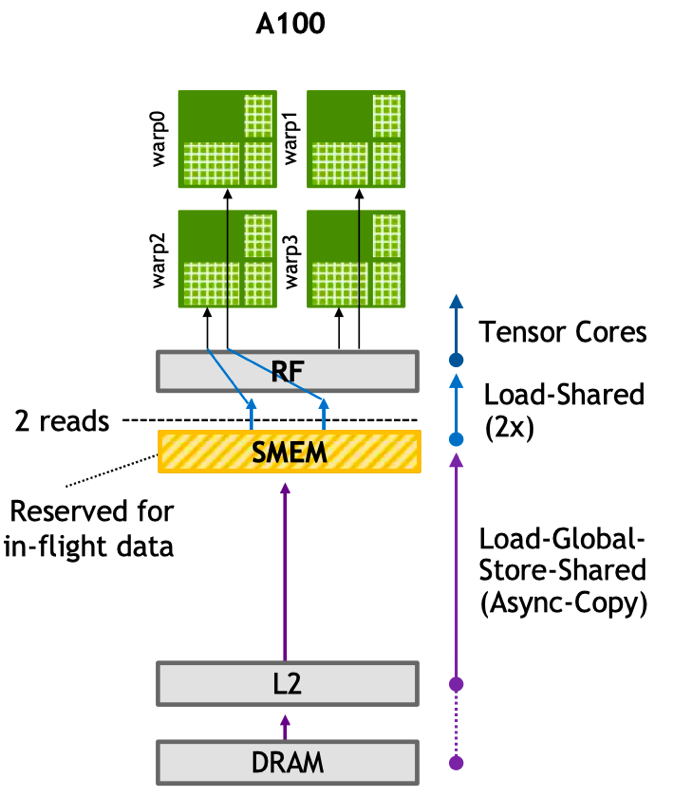 A100
warp0
warp1
warp2
warp3
Tensor Cores
RF
Load-Shared
(2x)
2 reads
SMEM
Reserved for
in-flight data
Load-Global-
Store-Shared
(Async-Copy)
L2
DRAM